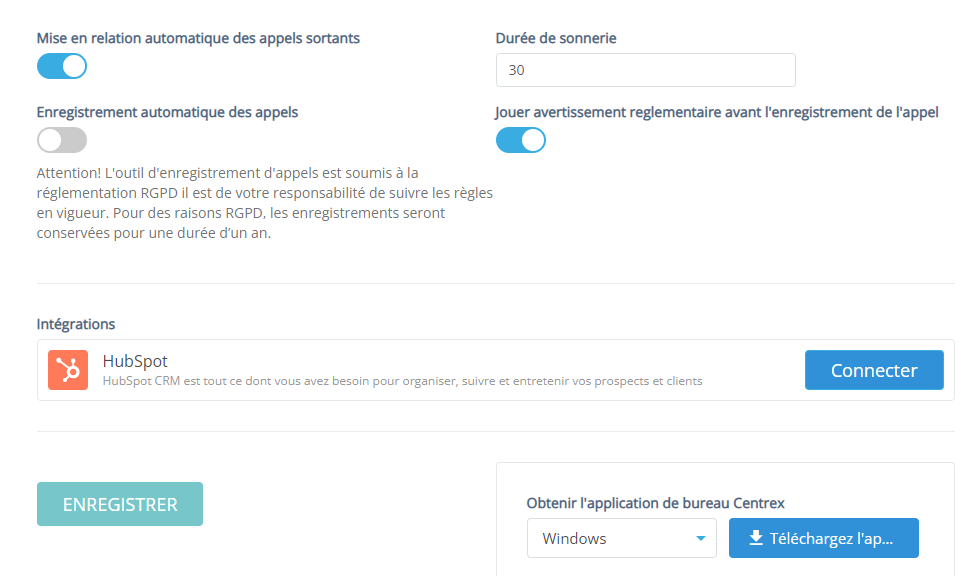 Mise en relation automatique des appels sortants
Durée de sonnerie
30
Enregistrement automatique des appels
Jouer avertissement reglementaire avant l'enregistrement de l'appel
Attention! L'outil d'enregistrement d'appels est soumis à la
réglementation RGPD il est de votre responsabilité de suivre les règles
en vigueur. Pour des raisons RGPD, les enregistrements seront
conservées pour une durée d’un an.
Intégrations
HubSpot
HubSpot CRM est tout ce dont vous avez besoin pour organiser, suivre et entretenir vos prospects et clients
Connecter
ENREGISTRER
Obtenir l'application de bureau Centrex
Windows
Téléchargez l'ap...